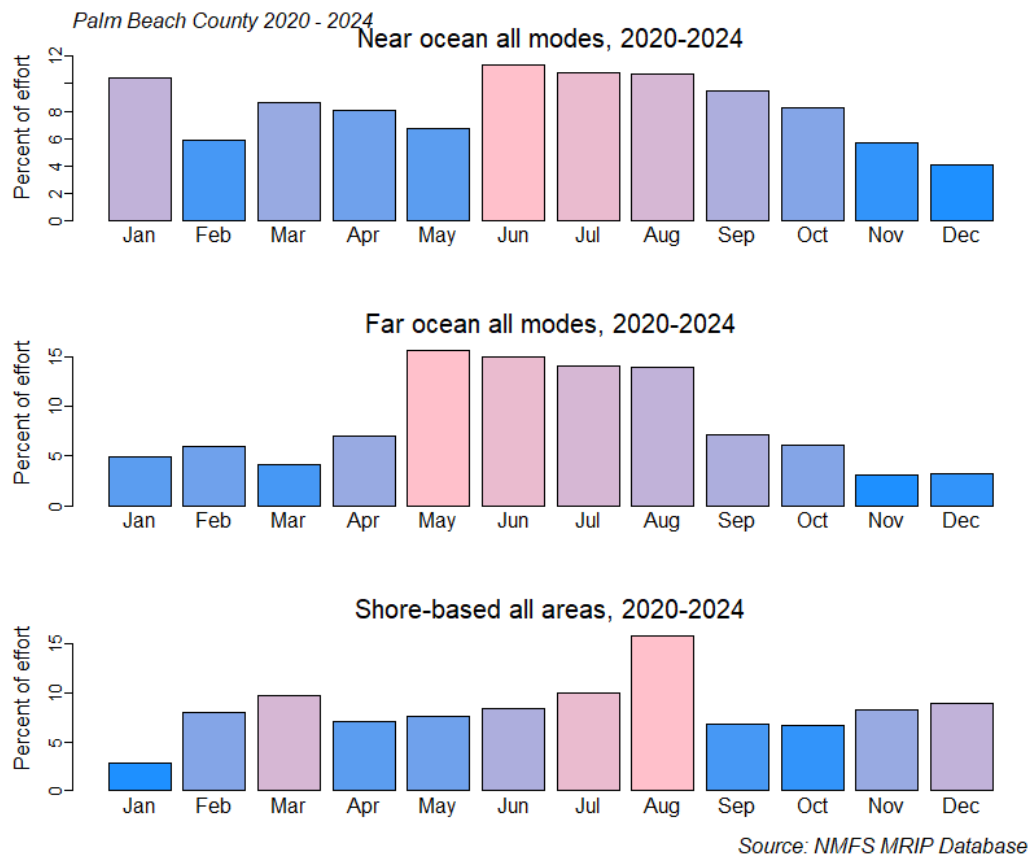 Palm Beach County 2020 - 2024
Near ocean all modes, 2020-2024
Percent of effort
12
8
6
4
2
0
Jan Feb Mar Apr May Jun Jul Aug Sep Oct Nov Dec
Far ocean all modes, 2020-2024
Percent of effort
15
10
5
0
Jan Feb Mar Apr May Jun Jul Aug Sep Oct Nov Dec
Shore-based all areas, 2020-2024
Percent of effort
15
10
5
0
Jan Feb Mar Apr May Jun Jul Aug Sep Oct Nov Dec
Source: NMFS MRIP Database